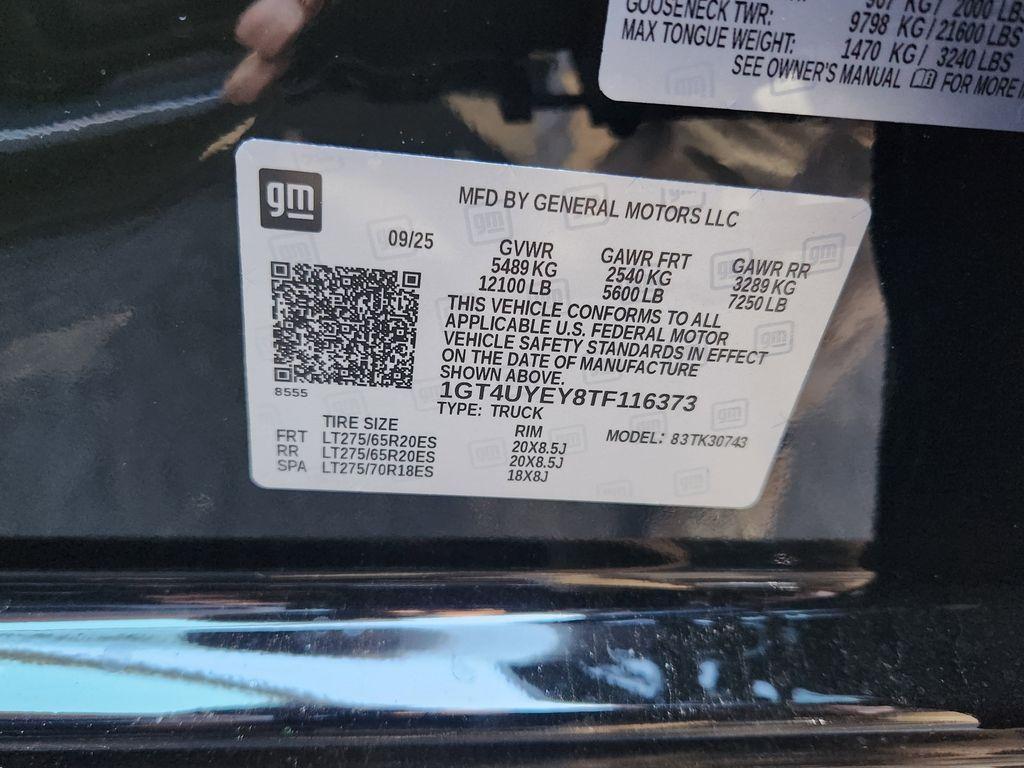 KG/ 2000 LBS
GOOSENECK TWR: 9798 KG/21600 LBS
MAX TONGUE WEIGHT: 1470 KG/ 3240 LBS
SEE OWNER'S MANUAL FOR MORE
gm
MFD BY GENERAL MOTORS LLC
09/25
GVWR GAWR FRT GAWR RR
5489 KG 2540 KG 3289 KG
12100 LB 5600 LB 7250 LB
THIS VEHICLE CONFORMS TO ALL
APPLICABLE U.S. FEDERAL MOTOR
VEHICLE SAFETY STANDARDS IN EFFECT
ON THE DATE OF MANUFACTURE
SHOWN ABOVE.
8555
1GT4UYEY8TF116373
TYPE: TRUCK
TIRE SIZE RIM MODEL: 83TK30743
FRT LT275/65R20ES 20X8.5J
RR LT275/65R20ES 20X8.5J
SPA LT275/70R18ES 18X8J